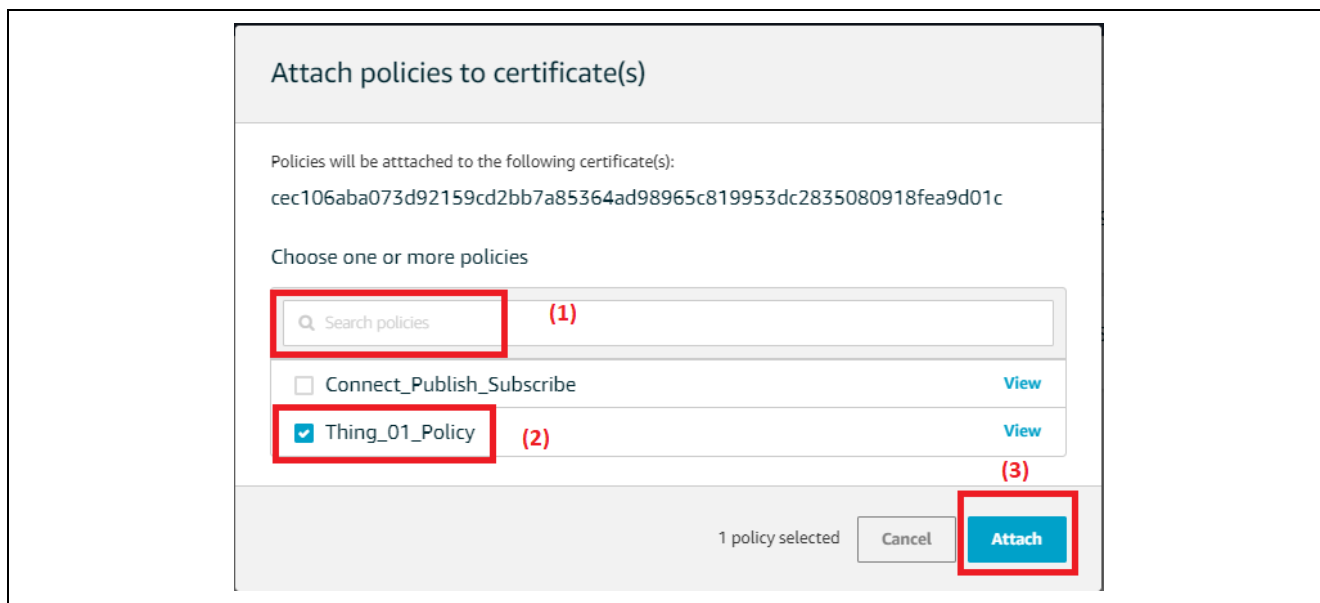 Attach policies to certificate(s)
Policies will be atttached to the following certificate(s):
cec106aba073d92159cd2bb7a85364ad98965c819953dc2835080918fea9d01c
Choose one or more policies
Search policies (1)
Connect_Publish_Subscribe View
Thing_01_Policy (2) View
(3)
1 policy selected Cancel Attach